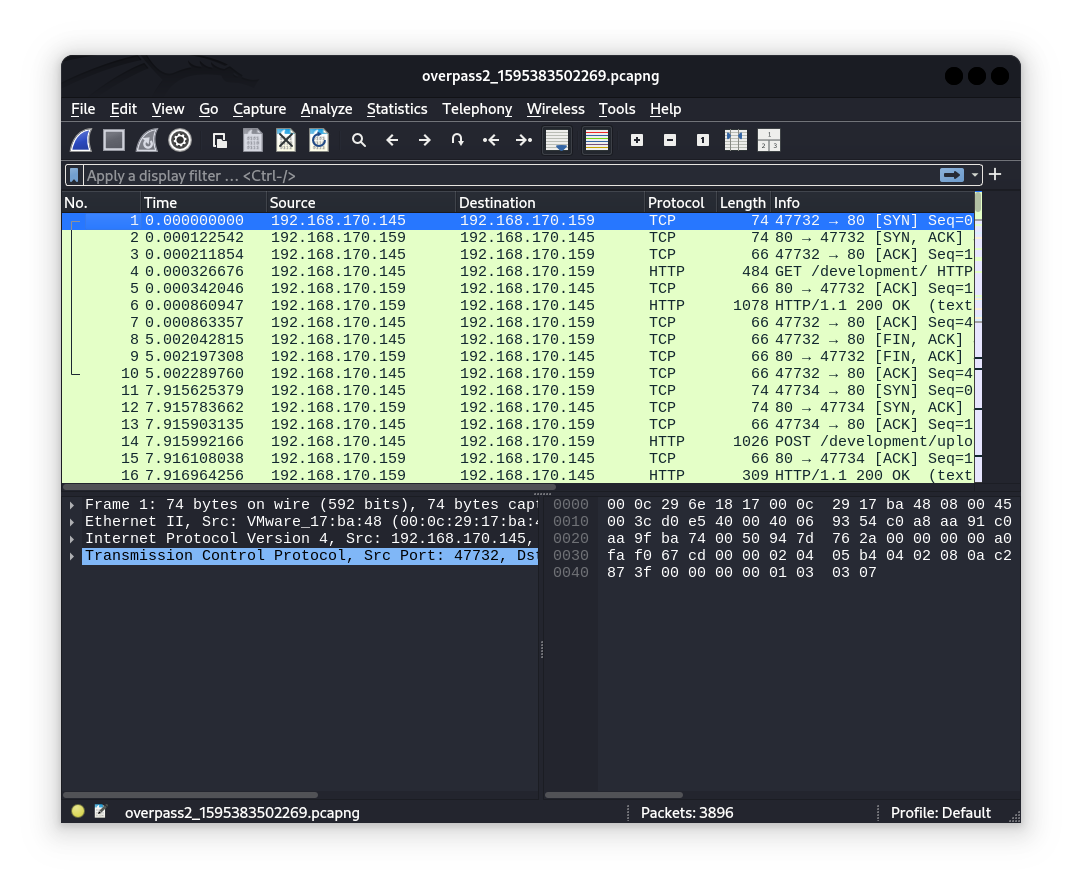 overpass2_1595383502269.pcapng
File Edit View Go Capture Analyze Statistics Telephony Wireless Tools Help
Apply a display filter … <Ctrl-/>
No. Time Source Destination Protocol Length Info
1 0.000000000 192.168.170.145 192.168.170.159 TCP 74 47732 → 80 [SYN] Seq=0
2 0.000122542 192.168.170.159 192.168.170.145 TCP 74 80 → 47732 [SYN, ACK]
3 0.000211854 192.168.170.145 192.168.170.159 TCP 66 47732 → 80 [ACK] Seq=1
4 0.000326676 192.168.170.145 192.168.170.159 HTTP 484 GET /development/ HTTP
5 0.000342046 192.168.170.159 192.168.170.145 TCP 66 80 → 47732 [ACK] Seq=1
6 0.000860947 192.168.170.159 192.168.170.145 HTTP 1078 HTTP/1.1 200 OK (text
7 0.000863357 192.168.170.145 192.168.170.159 TCP 66 47732 → 80 [ACK] Seq=4
8 5.002042815 192.168.170.145 192.168.170.159 TCP 66 47732 → 80 [FIN, ACK]
9 5.002197308 192.168.170.159 192.168.170.145 TCP 66 80 → 47732 [FIN, ACK]
10 5.002289760 192.168.170.145 192.168.170.159 TCP 66 47732 → 80 [ACK] Seq=4
11 7.915625379 192.168.170.145 192.168.170.159 TCP 74 47734 → 80 [SYN] Seq=0
12 7.915783662 192.168.170.159 192.168.170.145 TCP 74 80 → 47734 [SYN, ACK]
13 7.915903135 192.168.170.145 192.168.170.159 TCP 66 47734 → 80 [ACK] Seq=1
14 7.915992166 192.168.170.145 192.168.170.159 HTTP 1026 POST /development/uplo
15 7.916108038 192.168.170.159 192.168.170.145 TCP 66 80 → 47734 [ACK] Seq=1
16 7.916964256 192.168.170.159 192.168.170.145 HTTP 309 HTTP/1.1 200 OK (text
Frame 1: 74 bytes on wire (592 bits), 74 bytes capt
Ethernet II, Src: VMware_17:ba:48 (00:0c:29:17:ba:4
Internet Protocol Version 4, Src: 192.168.170.145,
Transmission Control Protocol, Src Port: 47732, Dst
0000 00 0c 29 6e 18 17 00 0c 29 17 ba 48 08 00 45
0010 00 3c d0 e5 40 00 40 06 93 54 c0 a8 aa 91 c0
0020 aa 9f ba 74 00 50 94 7d 76 2a 00 00 00 00 a0
0030 fa f0 67 cd 00 00 02 04 05 b4 04 02 08 0a c2
0040 87 3f 00 00 00 00 01 03 03 07
overpass2_1595383502269.pcapng Packets: 3896 Profile: Default